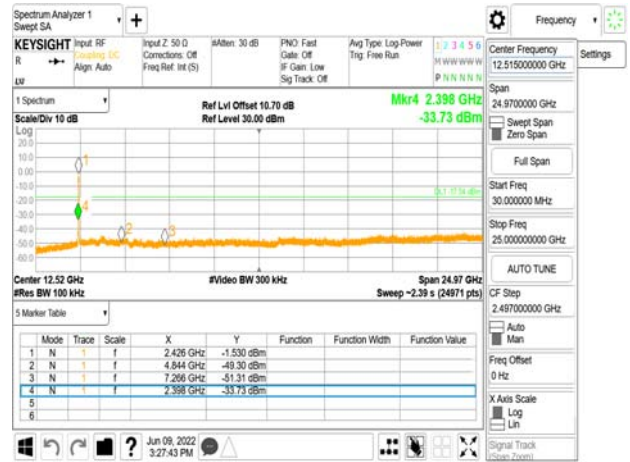 Spectrum Analyzer 1
Swept SA
Frequency
KEYSIGHT
R
LXI
Input: RF
Coupling: DC
Align: Auto
Input Z: 50 Ω
Corrections: Off
Freq Ref: Int (S)
#Atten: 30 dB
PNO: Fast
Gate: Off
IF Gain: Low
Sig Track: Off
Avg Type: Log-Power
Trig: Free Run
1 2 3 4 5 6
M W W W W W
P N N N N N
Center Frequency
12.515000000 GHz
Settings
Span
24.9700000 GHz
Swept Span
Zero Span
Full Span
Start Freq
30.000000 MHz
Stop Freq
25.000000000 GHz
AUTO TUNE
CF Step
2.497000000 GHz
Auto
Man
Freq Offset
0 Hz
X Axis Scale
Log
Lin
Signal Track
(Span Zoom)
1 Spectrum
Scale/Div 10 dB
Ref Lvl Offset 10.70 dB
Ref Level 30.00 dBm
Mkr4 2.398 GHz
-33.73 dBm
Log
20.0
10.0
0.00
-10.0
-20.0
-30.0
-40.0
-50.0
-60.0
1
4
2
3
Center 12.52 GHz
#Res BW 100 kHz
#Video BW 300 kHz
Span 24.97 GHz
Sweep ~2.39 s (24971 pts)
5 Marker Table
Mode Trace Scale X Y Function Function Width Function Value
1 N 1 f 2.426 GHz -1.530 dBm
2 N 1 f 4.844 GHz -49.30 dBm
3 N 1 f 7.266 GHz -51.31 dBm
4 N 1 f 2.398 GHz -33.73 dBm
5
6
?
Jun 09, 2022
3:27:43 PM